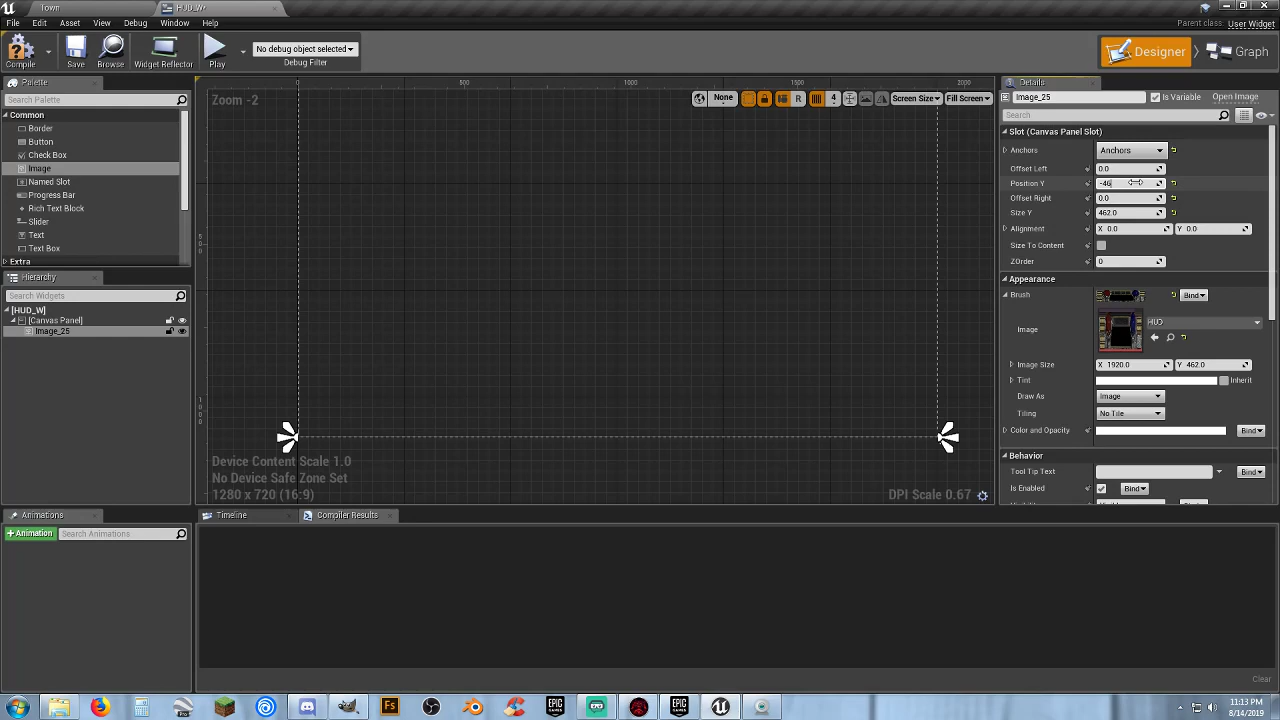 Town
HUD_W*
File Edit Asset View Debug Window Help
Parent class: User Widget
Compile
Save
Browse
Widget Reflector
Play
No debug object selected
Debug Filter
Designer
Graph
Palette
Search Palette
Common
Border
Button
Check Box
Image
Named Slot
Progress Bar
Rich Text Block
Slider
Text
Text Box
Extra
Hierarchy
Search Widgets
[HUD_W]
[Canvas Panel]
Image_25
Animations
+Animation
Search Animations
0 500 1000 1500 2000
Zoom -2
None
R
4
Screen Size
Fill Screen
500
1000
Device Content Scale 1.0
No Device Safe Zone Set
1280 x 720 (16:9)
DPI Scale 0.67
Timeline
Compiler Results
Clear
Details
Image_25
Is Variable
Open Image
Search
Slot (Canvas Panel Slot)
Anchors Anchors
Offset Left 0.0
Position Y -46
Offset Right 0.0
Size Y 462.0
Alignment X 0.0 Y 0.0
Size To Content
ZOrder 0
Appearance
Brush Bind
Image HUD
Image Size X 1920.0 Y 462.0
Tint Inherit
Draw As Image
Tiling No Tile
Color and Opacity Bind
Behavior
Tool Tip Text Bind
Is Enabled Bind
11:13 PM
8/14/2019